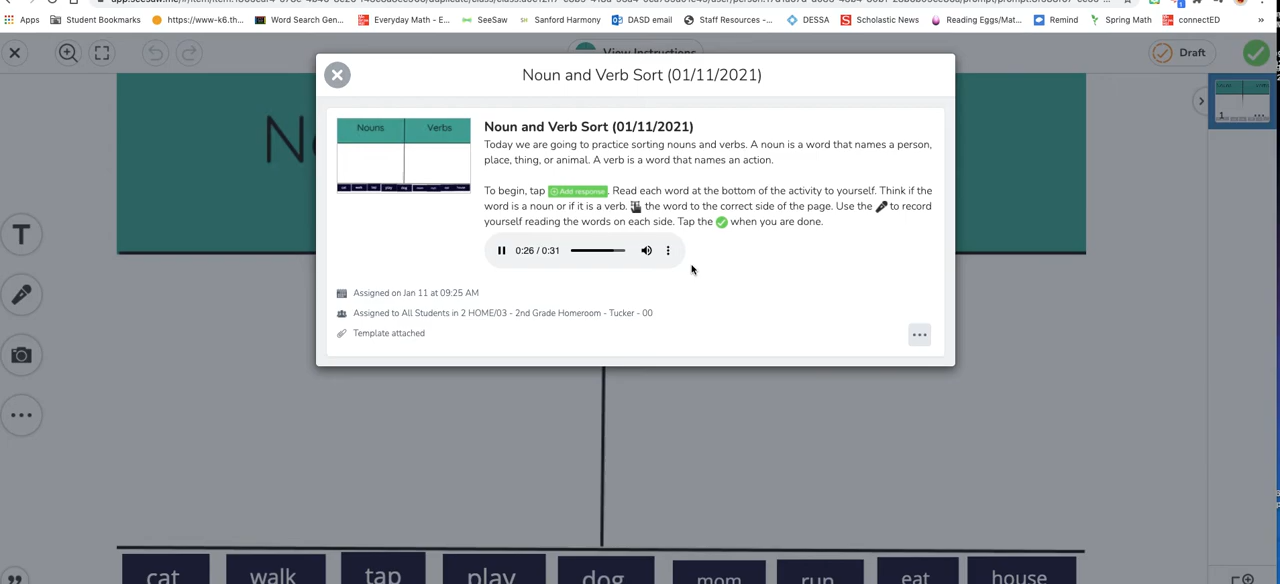 Apps Student Bookmarks https://www-k6.th... Word Search Gen... Everyday Math - E... SeeSaw Sanford Harmony DASD email Staff Resources -... DESSA Scholastic News Reading Eggs/Mat... Remind Spring Math connectED »
View Instructions
Draft
Noun and Verb Sort (01/11/2021)
Nouns Verbs
Noun and Verb Sort (01/11/2021)
Today we are going to practice sorting nouns and verbs. A noun is a word that names a person,
place, thing, or animal. A verb is a word that names an action.
To begin, tap Add response. Read each word at the bottom of the activity to yourself. Think if the
word is a noun or if it is a verb. the word to the correct side of the page. Use the to record
yourself reading the words on each side. Tap the when you are done.
0:26 / 0:31
Assigned on Jan 11 at 09:25 AM
Assigned to All Students in 2 HOME/03 - 2nd Grade Homeroom - Tucker - 00
Template attached
T
1
cat walk tap play dog mom run eat house